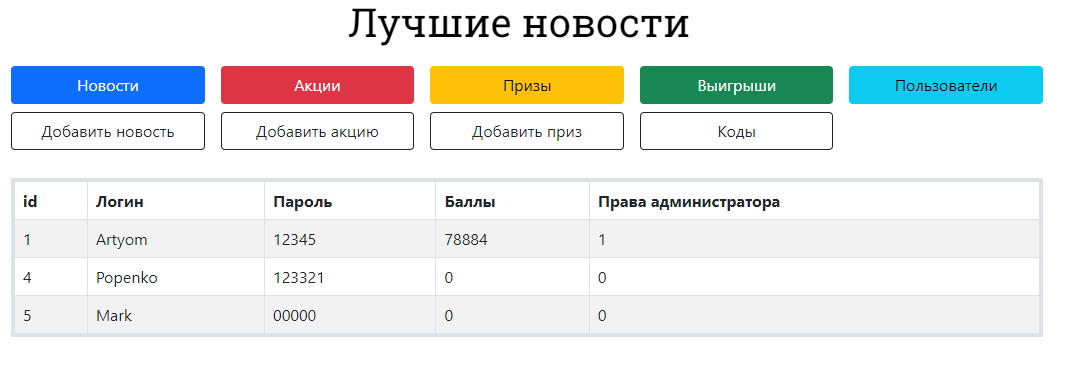 Лучшие новости
Новости Акции Призы Выигрыши Пользователи
Добавить новость Добавить акцию Добавить приз Коды
id Логин Пароль Баллы Права администратора
1 Artyom 12345 78884 1
4 Popenko 123321 0 0
5 Mark 00000 0 0